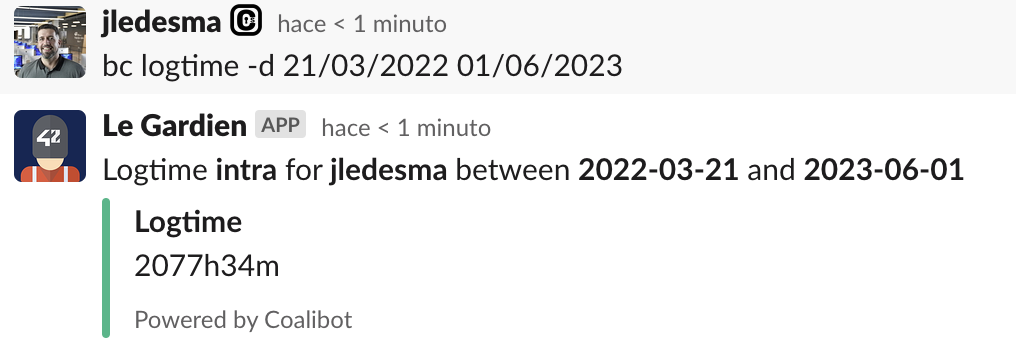 jledesma hace < 1 minuto
bc logtime -d 21/03/2022 01/06/2023
42
Le Gardien APP hace < 1 minuto
Logtime intra for jledesma between 2022-03-21 and 2023-06-01
Logtime
2077h34m
Powered by Coalibot